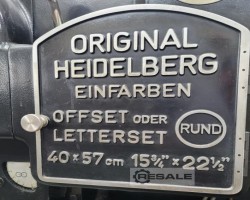 ORIGINAL
HEIDELBERG
EINFARBEN
OFFSET ODER
LETTERSET
RUND
40 x 57 cm 15¾" x 22½"
RESALE